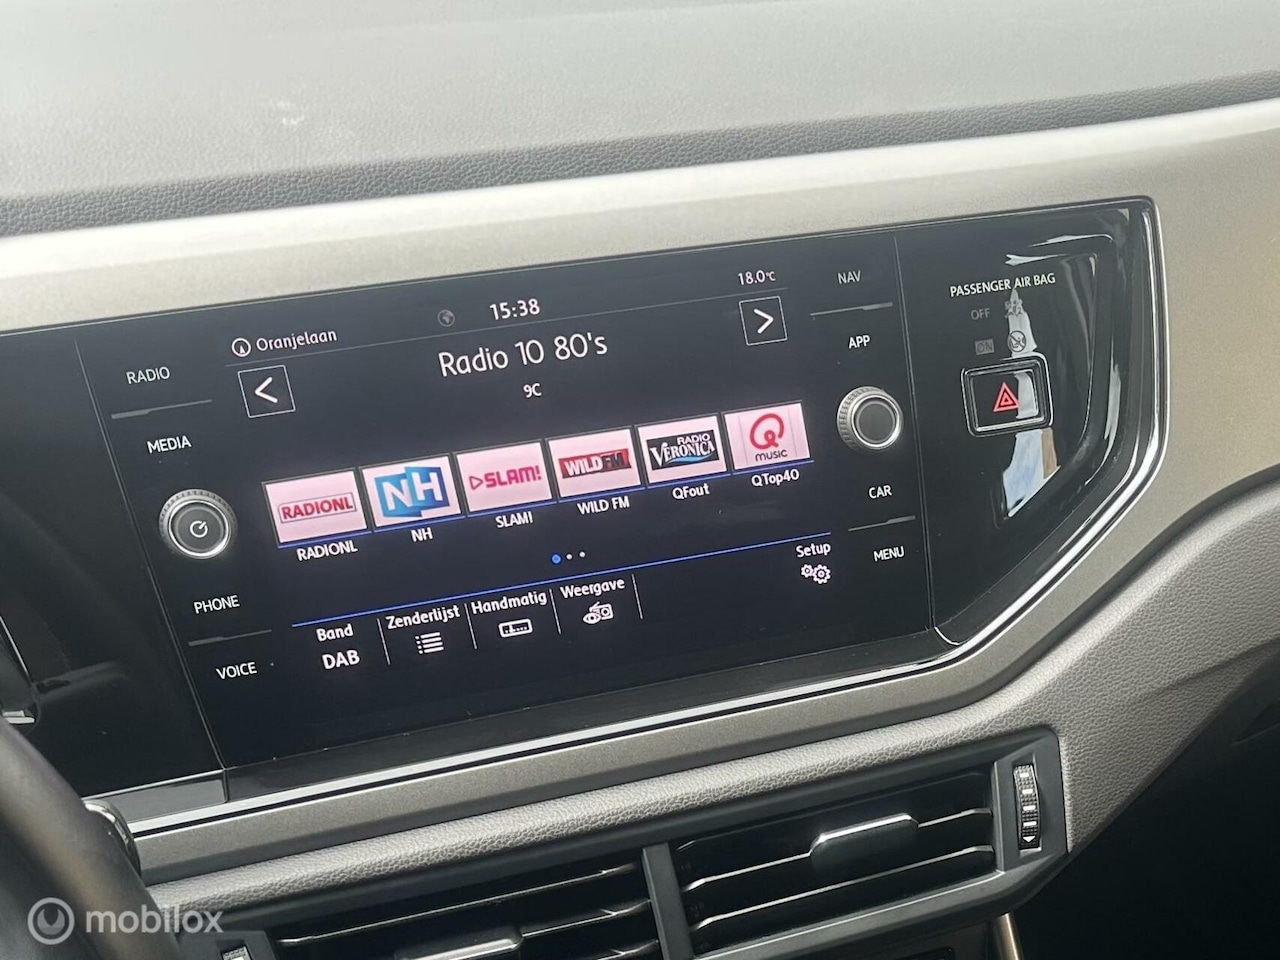 PASSENGER AIR BAG
OFF
ON
NAV
APP
CAR
MENU
RADIO
MEDIA
PHONE
VOICE
Oranjelaan
15:38
18.0°C
<
Radio 10 80's
>
9C
RADIONL
NH
SLAM!
WILD FM
RADIO VERONICA
Q music
RADIONL
NH
SLAM!
WILD FM
QFout
QTop40
Setup
Band
DAB
Zenderlijst
Handmatig
Weergave
mobilox